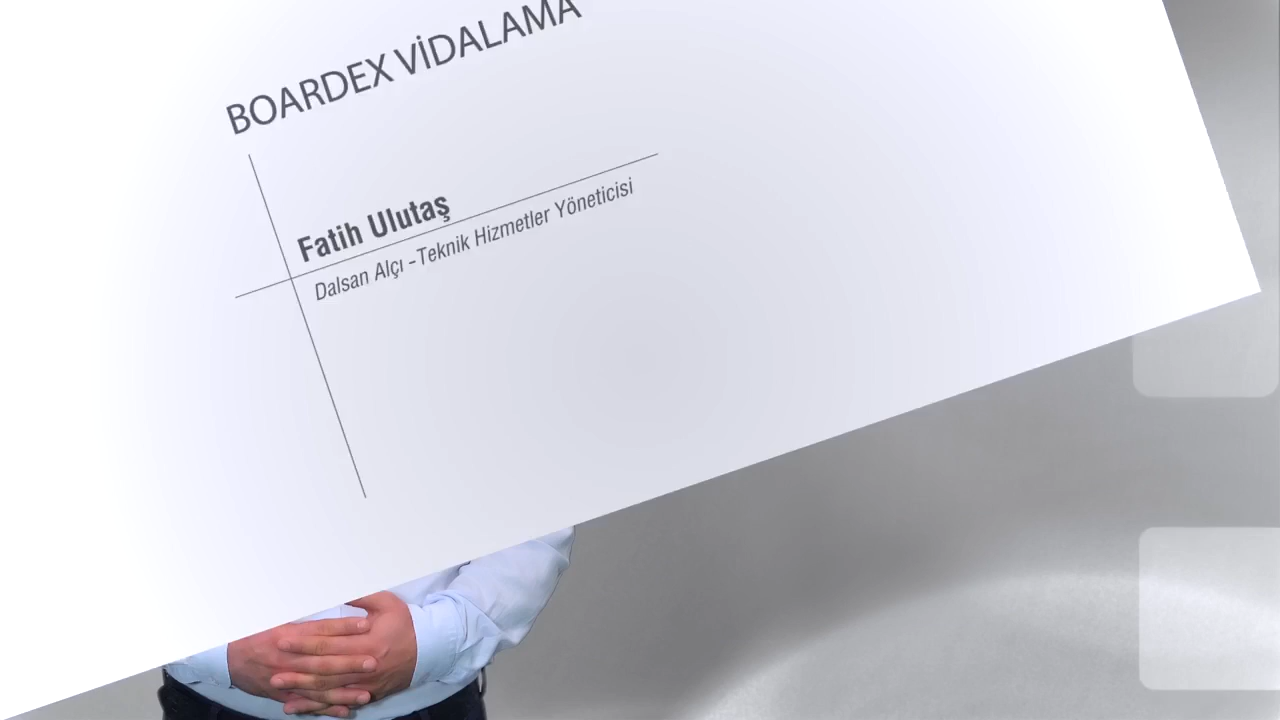 BOARDEX VİDALAMA
Fatih Ulutaş
Dalsan Alçı -Teknik Hizmetler Yöneticisi